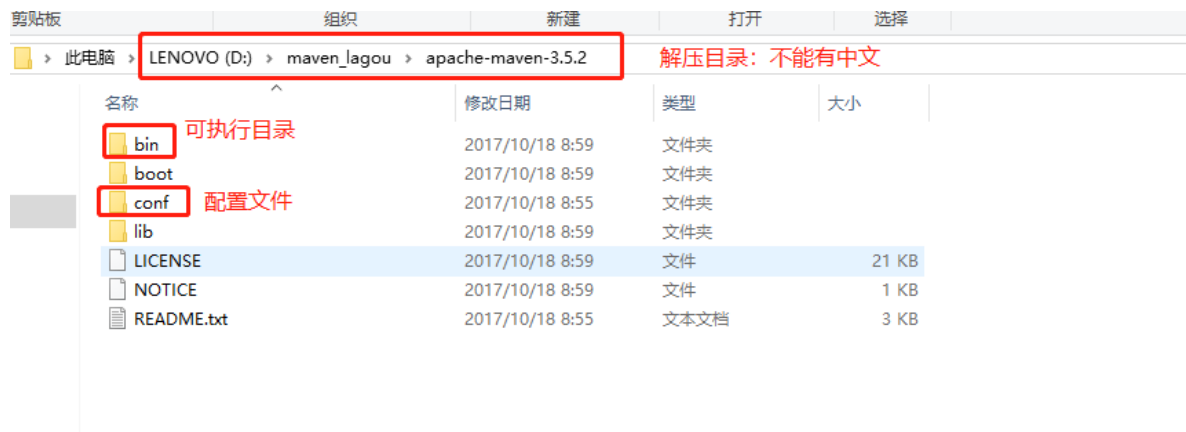 剪贴板 组织 新建 打开 选择
此电脑 › LENOVO (D:) › maven_lagou › apache-maven-3.5.2 解压目录：不能有中文
名称 修改日期 类型 大小
可执行目录
bin 2017/10/18 8:59 文件夹
boot 2017/10/18 8:59 文件夹
conf 配置文件 2017/10/18 8:55 文件夹
lib 2017/10/18 8:59 文件夹
LICENSE 2017/10/18 8:59 文件 21 KB
NOTICE 2017/10/18 8:59 文件 1 KB
README.txt 2017/10/18 8:55 文本文档 3 KB